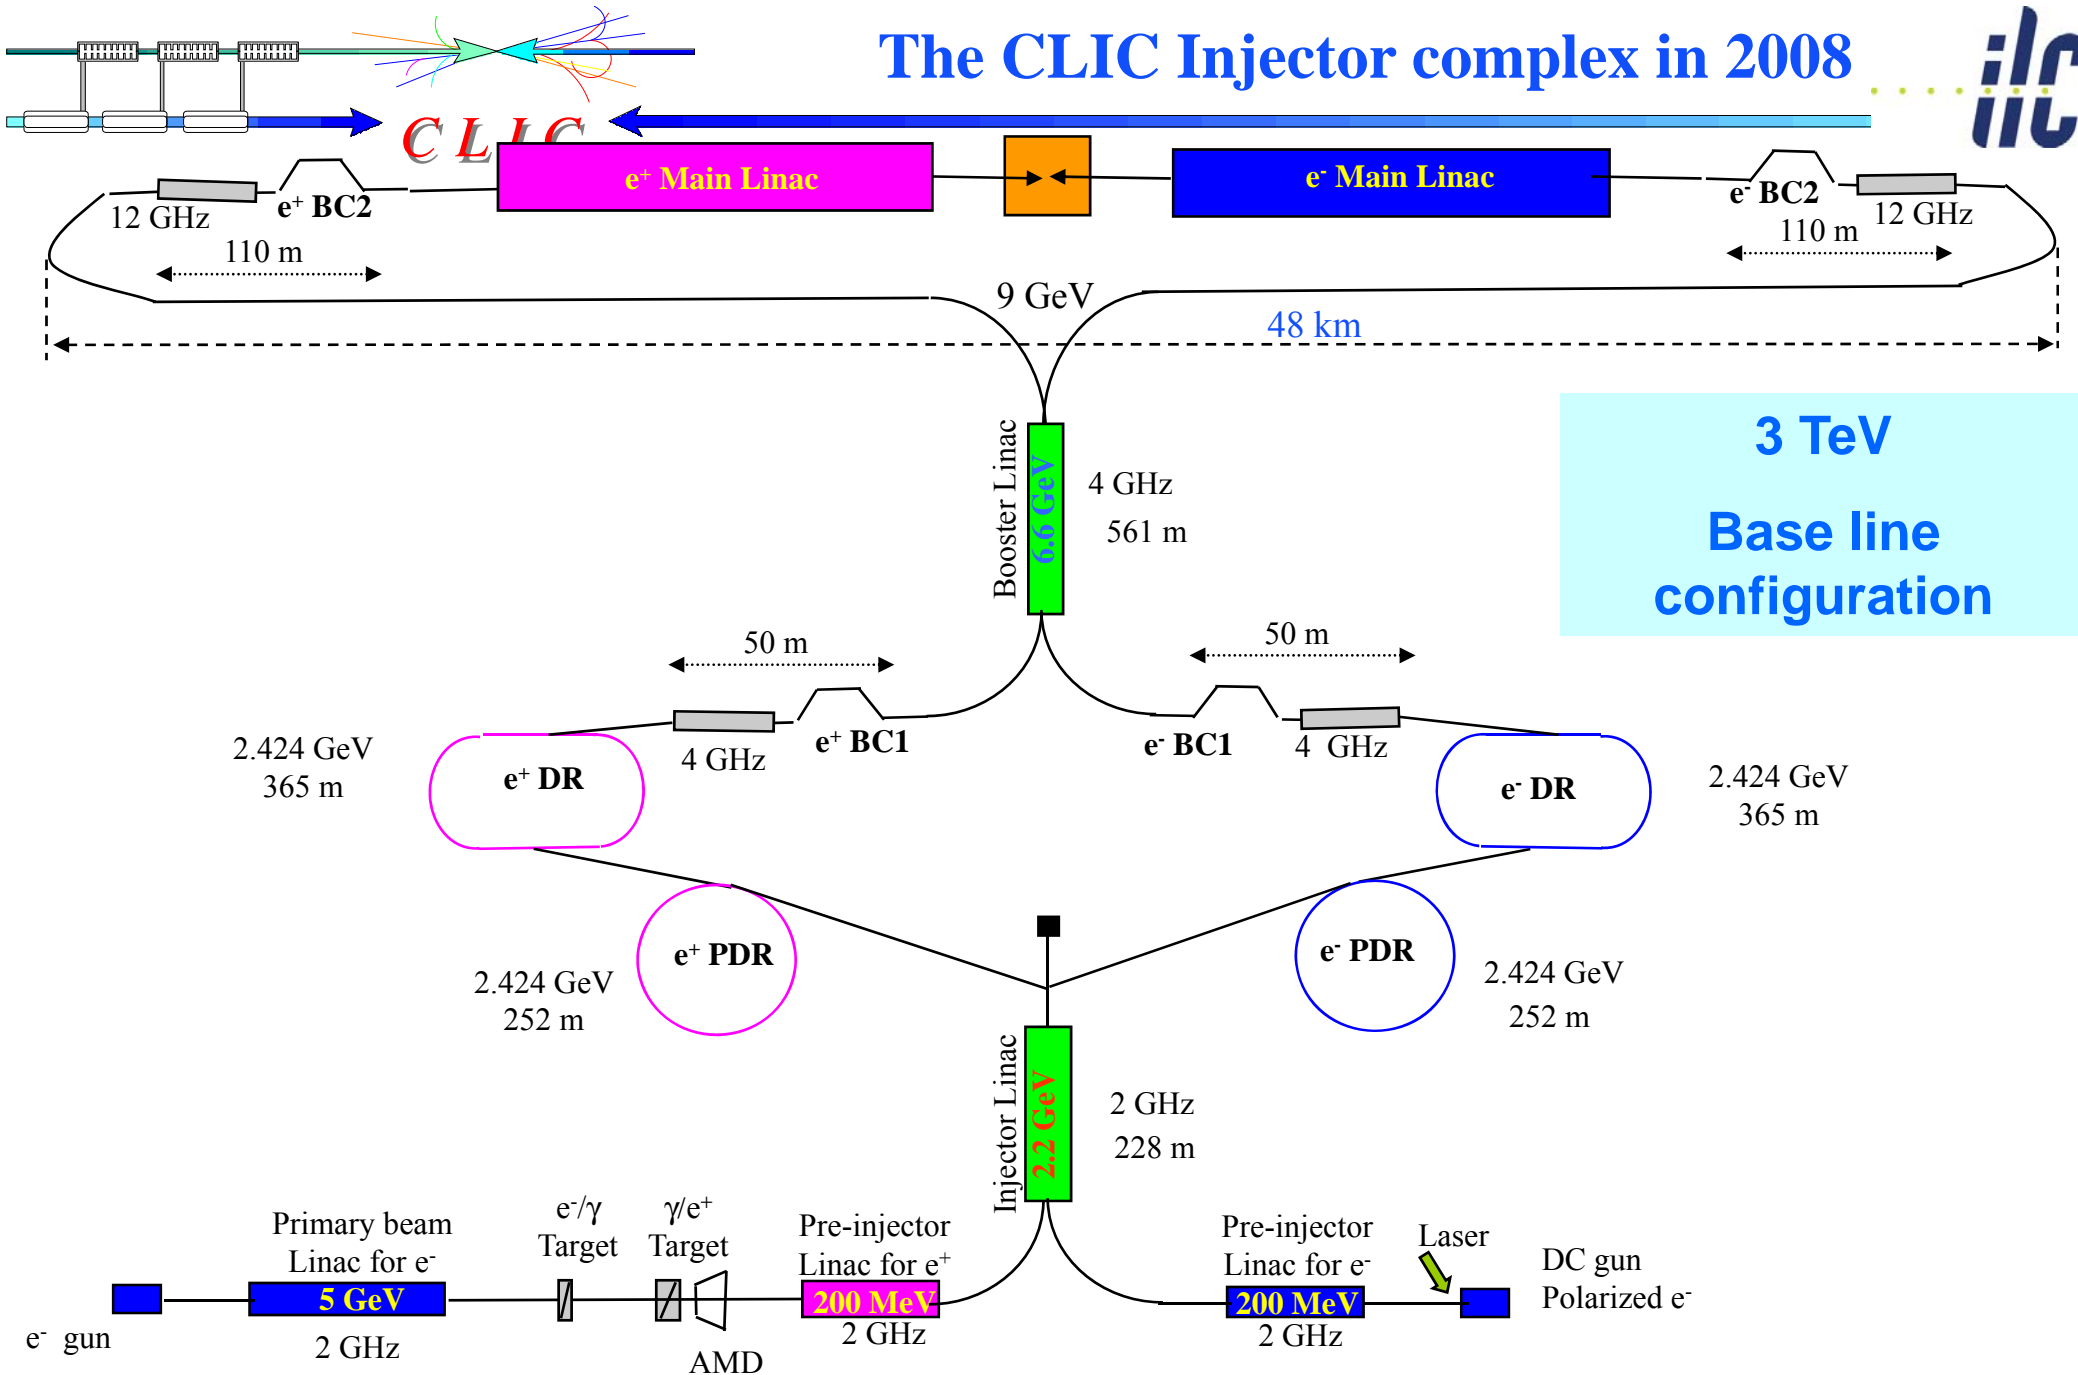 The CLIC Injector complex in 2008
ilc
C L I C
e⁺ Main Linac
e⁻ Main Linac
12 GHz
e⁺ BC2
e⁻ BC2
12 GHz
110 m
110 m
9 GeV
48 km
3 TeV
Base line
configuration
Booster Linac
6.6 GeV
4 GHz
561 m
50 m
50 m
4 GHz
e⁺ BC1
e⁻ BC1
4 GHz
2.424 GeV
365 m
e⁺ DR
e⁻ DR
2.424 GeV
365 m
e⁺ PDR
e⁻ PDR
2.424 GeV
252 m
2.424 GeV
252 m
Injector Linac
2.2 GeV
2 GHz
228 m
Primary beam
Linac for e⁻
5 GeV
2 GHz
e⁻ gun
e⁻/γ
Target
γ/e⁺
Target
AMD
Pre-injector
Linac for e⁺
200 MeV
2 GHz
Pre-injector
Linac for e⁻
200 MeV
2 GHz
Laser
DC gun
Polarized e⁻